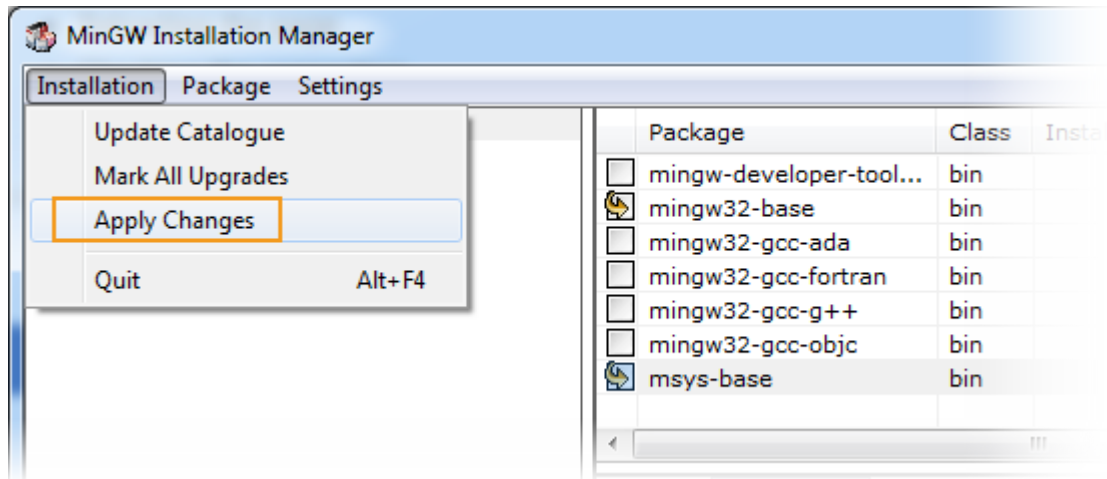 MinGW Installation Manager
Installation Package Settings
Update Catalogue
Mark All Upgrades
Apply Changes
Quit Alt+F4
Package Class
mingw-developer-tool... bin
mingw32-base bin
mingw32-gcc-ada bin
mingw32-gcc-fortran bin
mingw32-gcc-g++ bin
mingw32-gcc-objc bin
msys-base bin